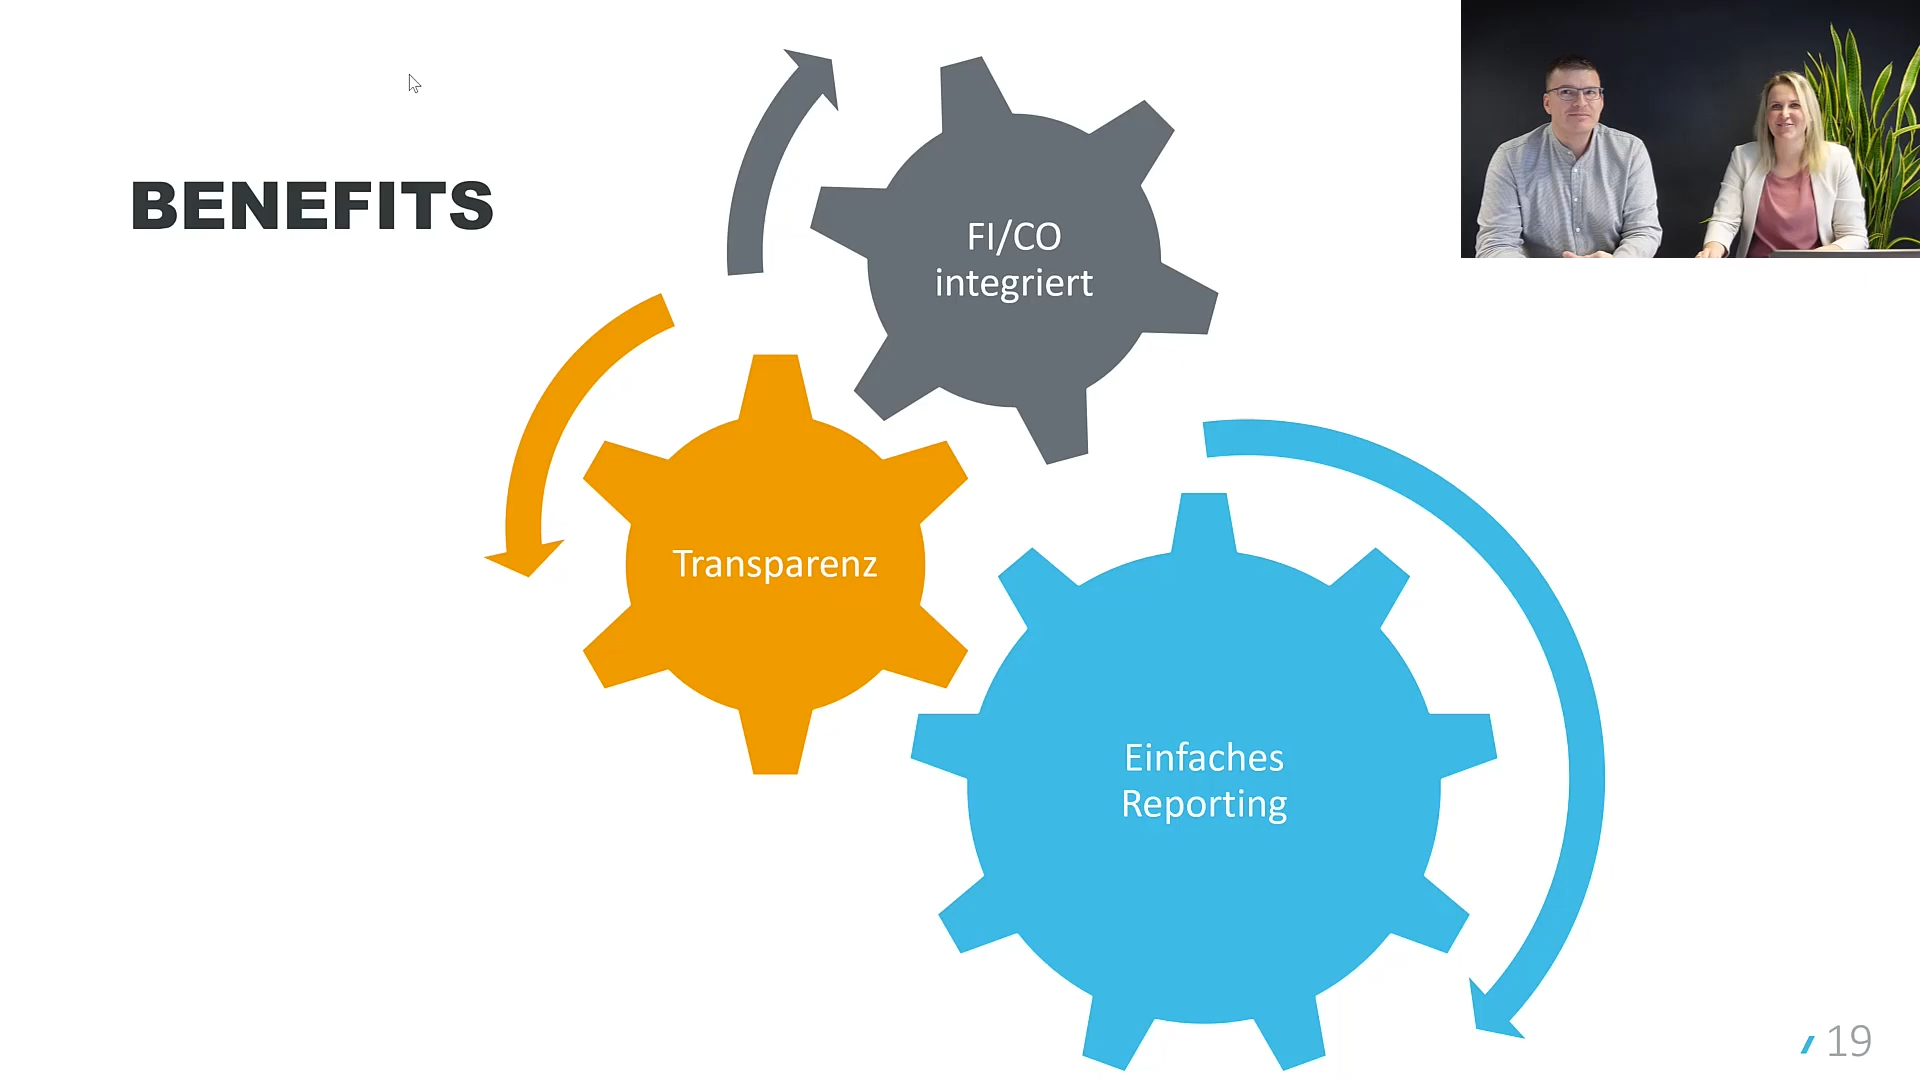 BENEFITS
FI/CO
integriert
Transparenz
Einfaches
Reporting
19